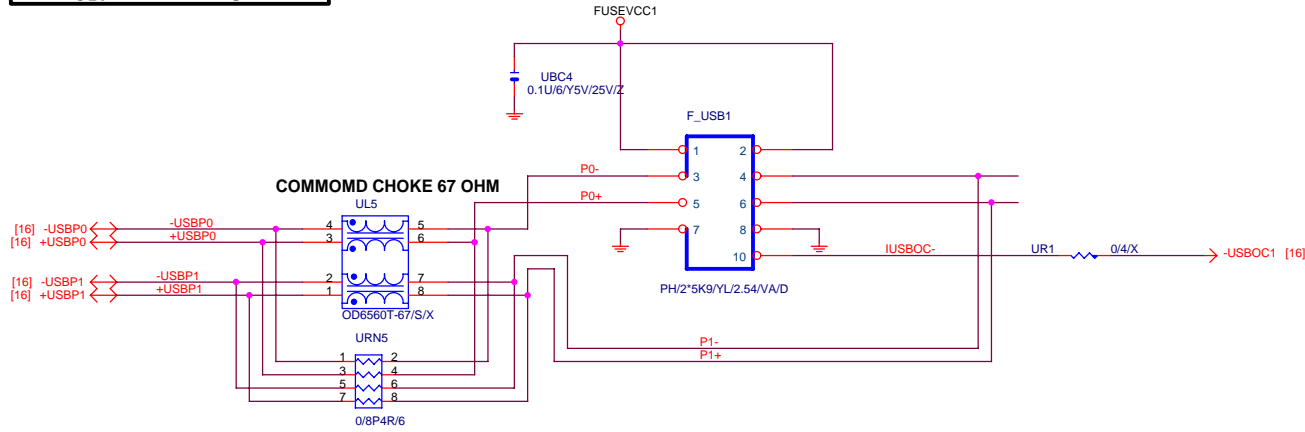 FUSEVCC1
UBC4
0.1U/6/Y5V/25V/Z
F_USB1
1 2
P0- 3 4
COMMOMD CHOKE 67 OHM
P0+ 5 6
UL5
[16] -USBP0 -USBP0 4 5 7 8
[16] +USBP0 +USBP0 3 6
10 IUSBOC- UR1 0/4/X -USBOC1 [16]
[16] -USBP1 -USBP1 2 7
[16] +USBP1 +USBP1 1 8
PH/2*5K9/YL/2.54/VA/D
OD6560T-67/S/X
URN5
P1-
1 2 P1+
3 4
5 6
7 8
0/8P4R/6